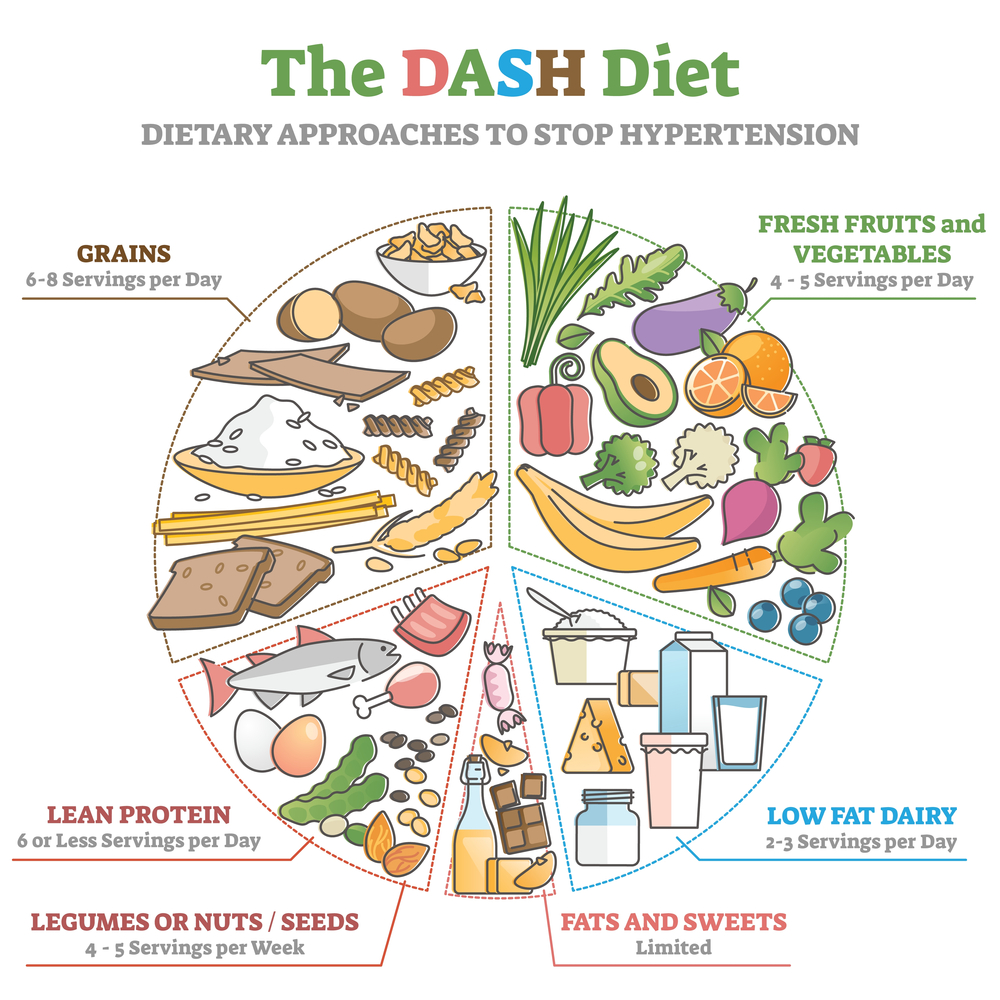 The DASH Diet
DIETARY APPROACHES TO STOP HYPERTENSION
GRAINS
6-8 Servings per Day
FRESH FRUITS and
VEGETABLES
4 - 5 Servings per Day
LEAN PROTEIN
6 or Less Servings per Day
LOW FAT DAIRY
2-3 Servings per Day
LEGUMES OR NUTS / SEEDS
4 - 5 Servings per Week
FATS AND SWEETS
Limited